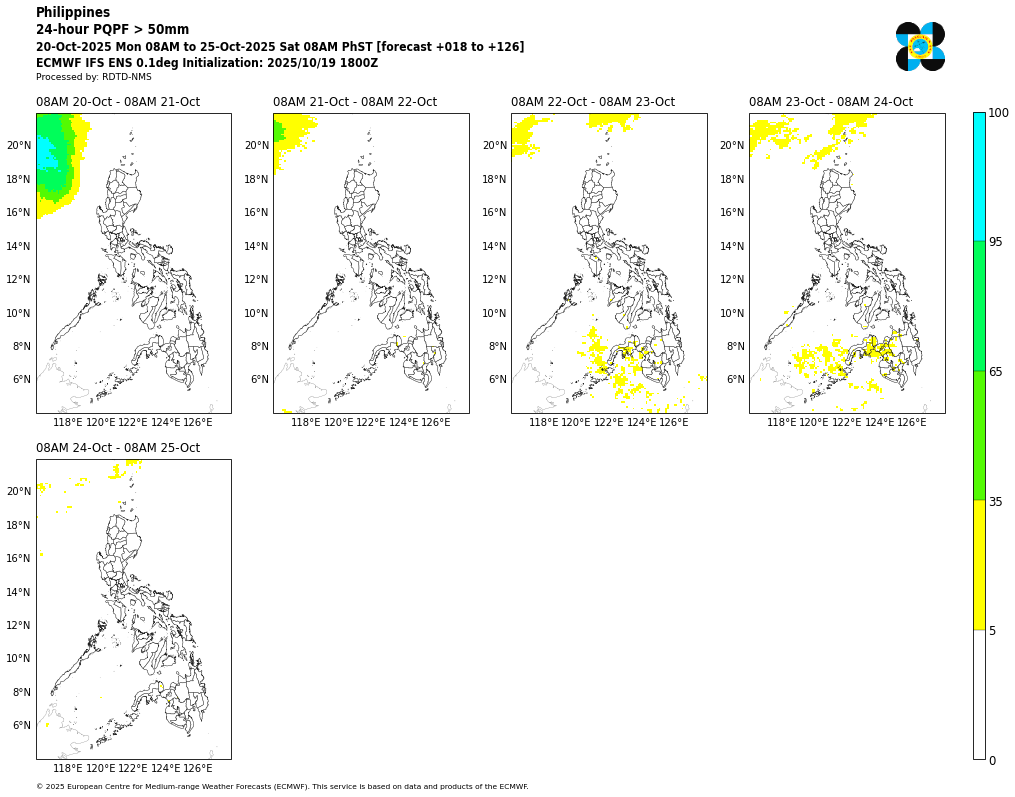 Philippines
24-hour PQPF > 50mm
20-Oct-2025 Mon 08AM to 25-Oct-2025 Sat 08AM PhST [forecast +018 to +126]
ECMWF IFS ENS 0.1deg Initialization: 2025/10/19 1800Z
Processed by: RDTD-NMS
08AM 20-Oct - 08AM 21-Oct
20°N
18°N
16°N
14°N
12°N
10°N
8°N
6°N
118°E 120°E 122°E 124°E 126°E
08AM 21-Oct - 08AM 22-Oct
20°N
18°N
16°N
14°N
12°N
10°N
8°N
6°N
118°E 120°E 122°E 124°E 126°E
08AM 22-Oct - 08AM 23-Oct
20°N
18°N
16°N
14°N
12°N
10°N
8°N
6°N
118°E 120°E 122°E 124°E 126°E
08AM 23-Oct - 08AM 24-Oct
20°N
18°N
16°N
14°N
12°N
10°N
8°N
6°N
118°E 120°E 122°E 124°E 126°E
100
95
65
35
5
0
08AM 24-Oct - 08AM 25-Oct
20°N
18°N
16°N
14°N
12°N
10°N
8°N
6°N
118°E 120°E 122°E 124°E 126°E
© 2025 European Centre for Medium-range Weather Forecasts (ECMWF). This service is based on data and products of the ECMWF.